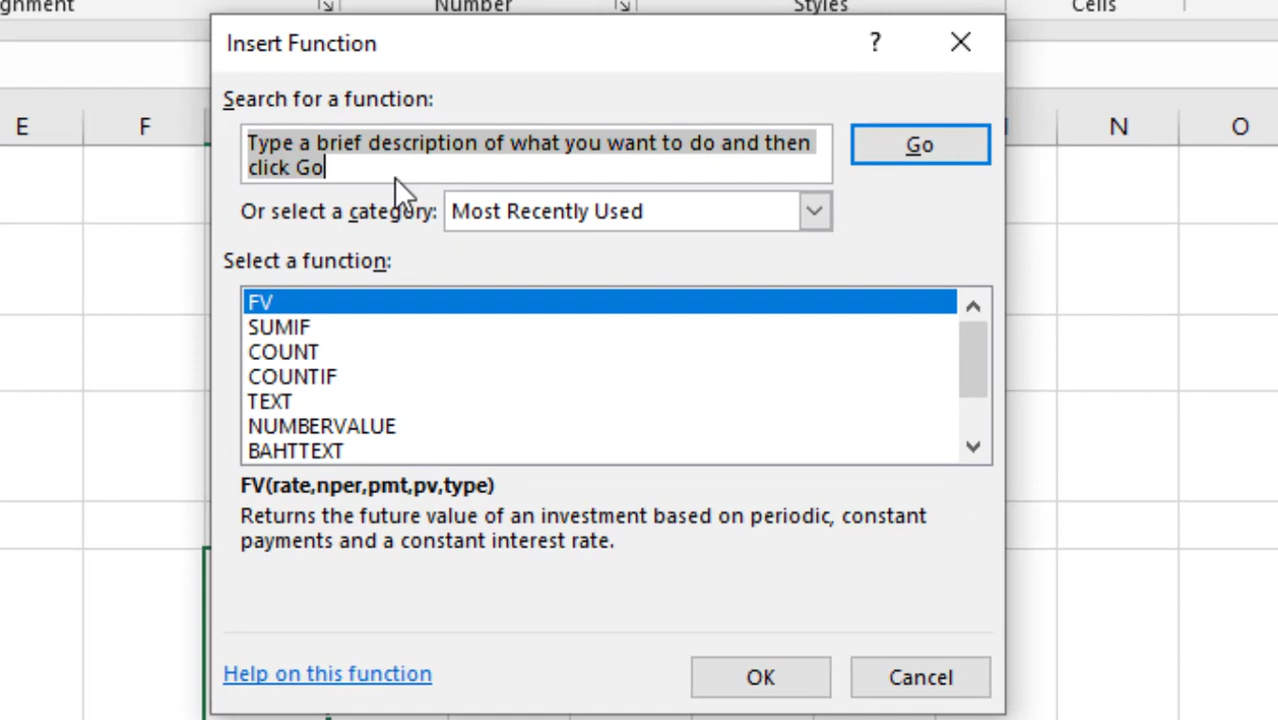 Number
Styles
Cells
Insert Function
?
Search for a function:
E
F
N
O
Type a brief description of what you want to do and then
click Go
Go
Or select a category:
Most Recently Used
Select a function:
FV
SUMIF
COUNT
COUNTIF
TEXT
NUMBERVALUE
BAHTTEXT
FV(rate,nper,pmt,pv,type)
Returns the future value of an investment based on periodic, constant
payments and a constant interest rate.
Help on this function
OK
Cancel